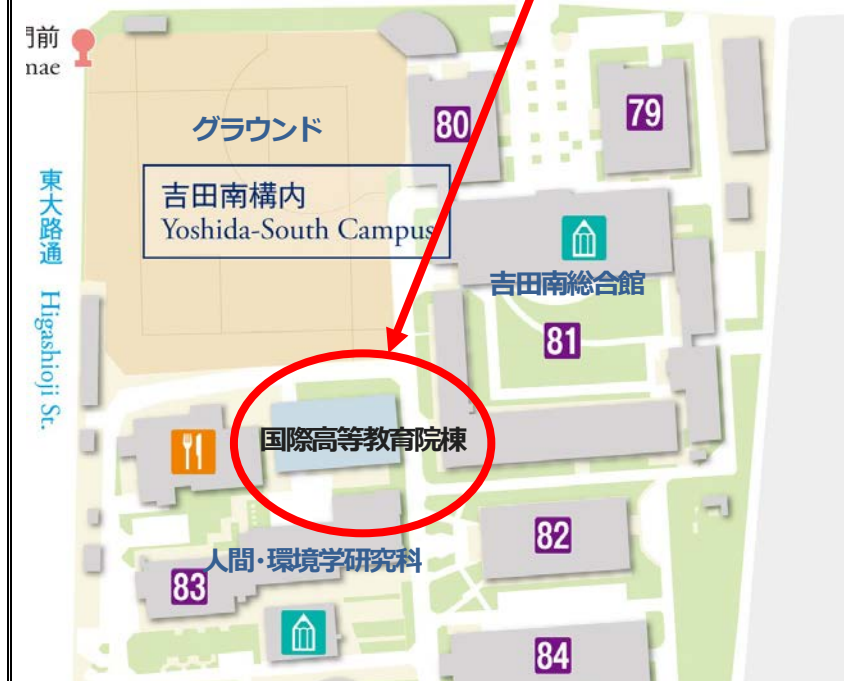 門前
mae
グラウンド
80
79
吉田南構内
Yoshida-South Campus
東大路通 Higashioji St.
吉田南総合館
81
国際高等教育院棟
82
人間・環境学研究科
83
84